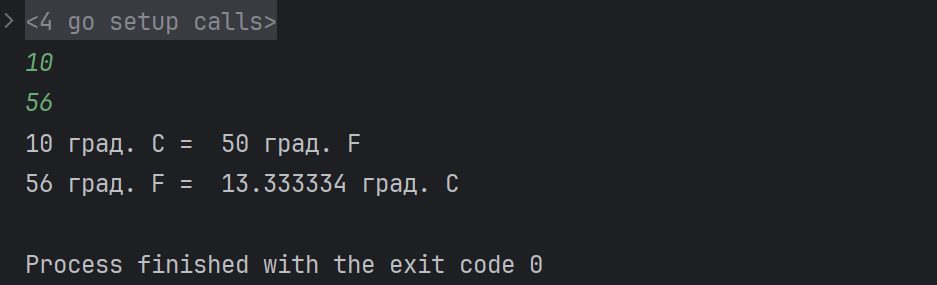 <4 go setup calls>
10
56
10 град. C =  50 град. F
56 град. F =  13.333334 град. C
Process finished with the exit code 0